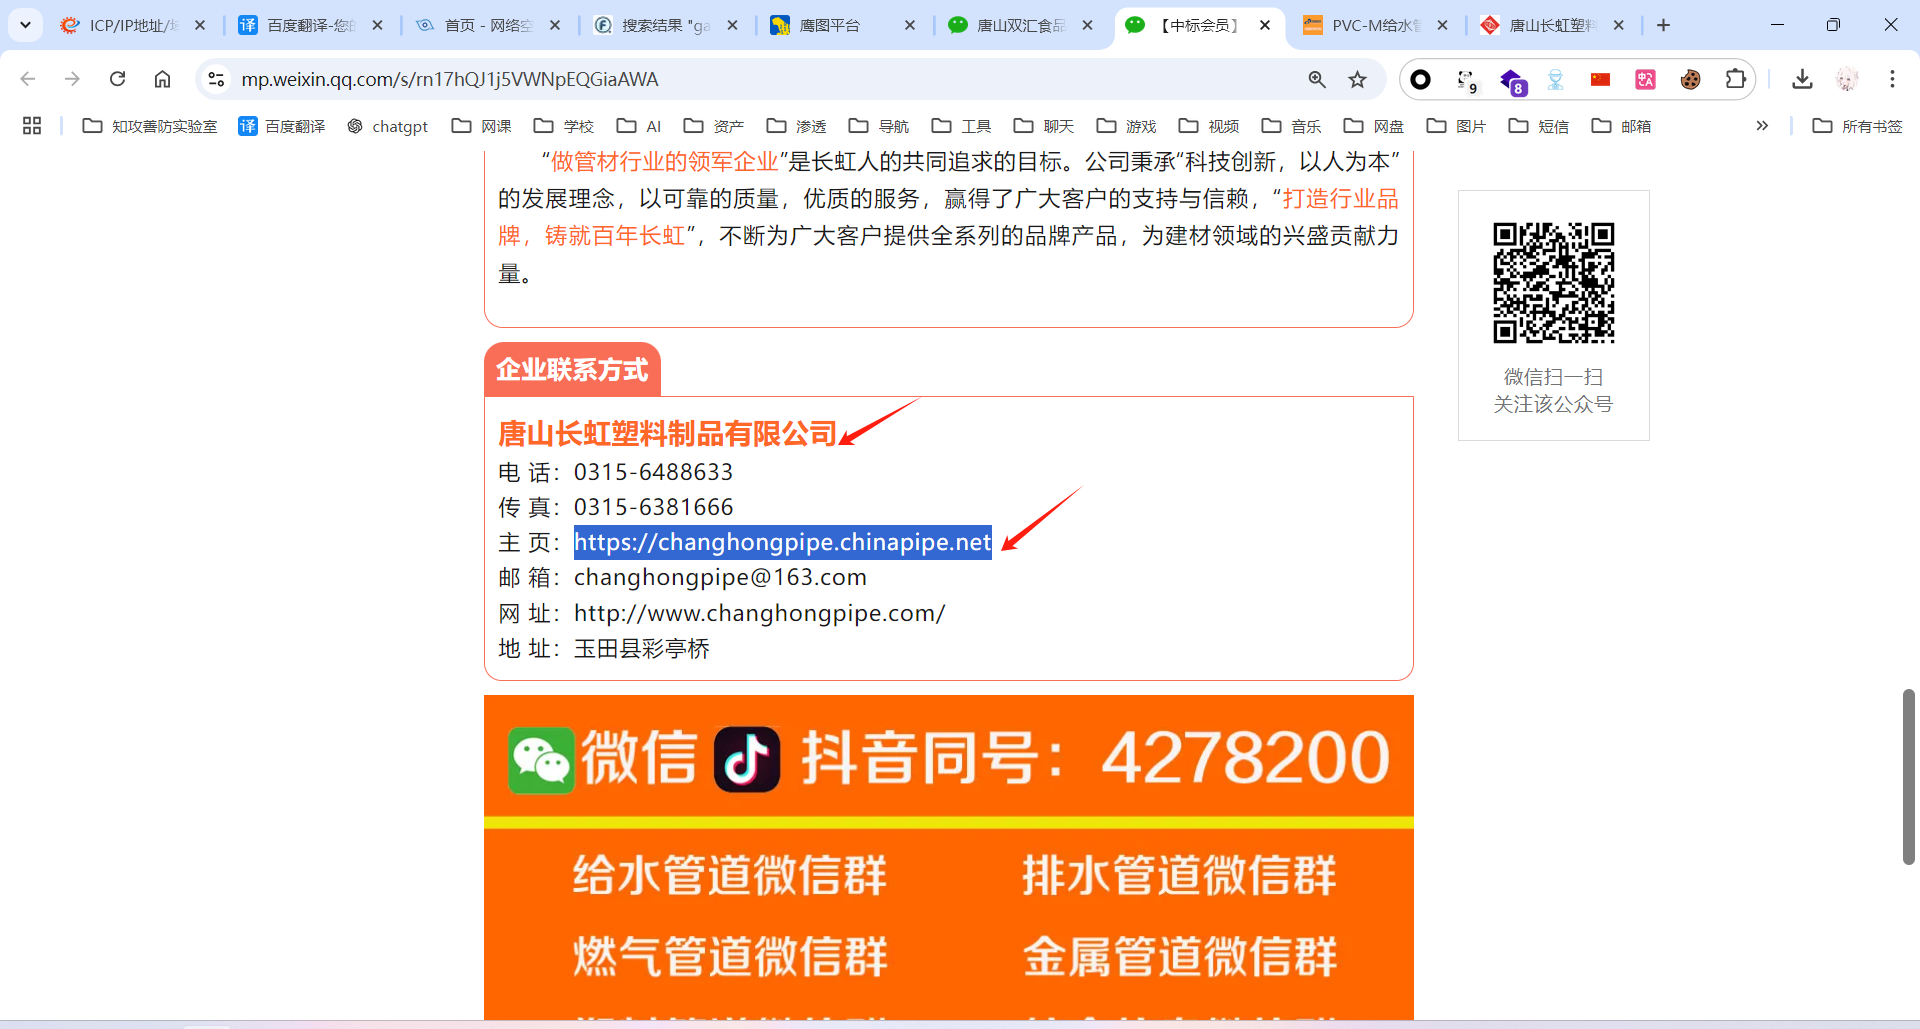 ICP/IP地址/
百度翻译-您的
首页 - 网络空
搜索结果 "ga
鹰图平台
唐山双汇食品
【中标会员】
PVC-M给水管
唐山长虹塑料
mp.weixin.qq.com/s/rn17hQJ1j5VWNpEQGiaAWA
9
8
知攻善防实验室
译 百度翻译
chatgpt
网课
学校
AI
资产
渗透
导航
工具
聊天
游戏
视频
音乐
网盘
图片
短信
邮箱
所有书签
“做管材行业的领军企业”是长虹人的共同追求的目标。公司秉承“科技创新，以人为本”
的发展理念，以可靠的质量，优质的服务，赢得了广大客户的支持与信赖，“打造行业品
牌，铸就百年长虹”，不断为广大客户提供全系列的品牌产品，为建材领域的兴盛贡献力
量。
微信扫一扫
关注该公众号
企业联系方式
唐山长虹塑料制品有限公司
电 话：0315-6488633
传 真：0315-6381666
主 页：https://changhongpipe.chinapipe.net
邮 箱：changhongpipe@163.com
网 址：http://www.changhongpipe.com/
地 址：玉田县彩亭桥
微信 抖音同号：4278200
给水管道微信群
排水管道微信群
燃气管道微信群
金属管道微信群